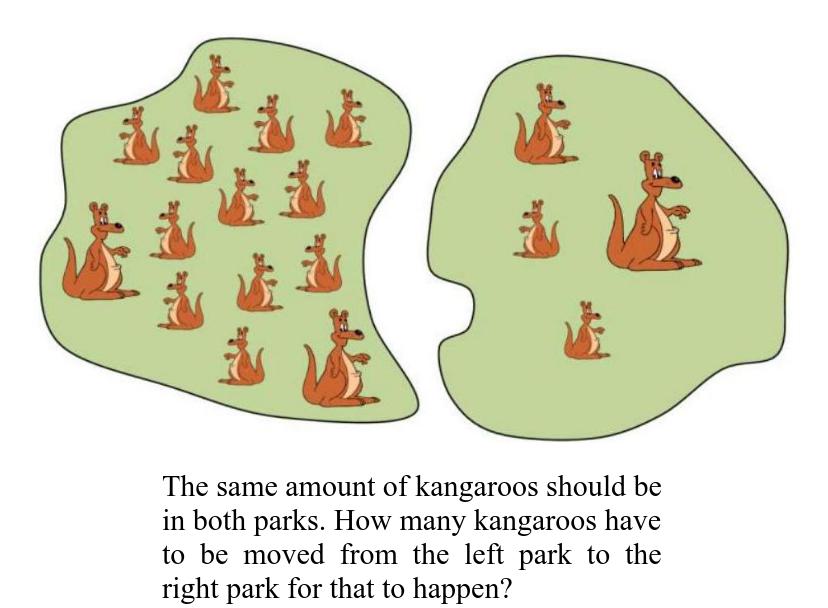 The same amount of kangaroos should be
in both parks. How many kangaroos have
to be moved from the left park to the
right park for that to happen?